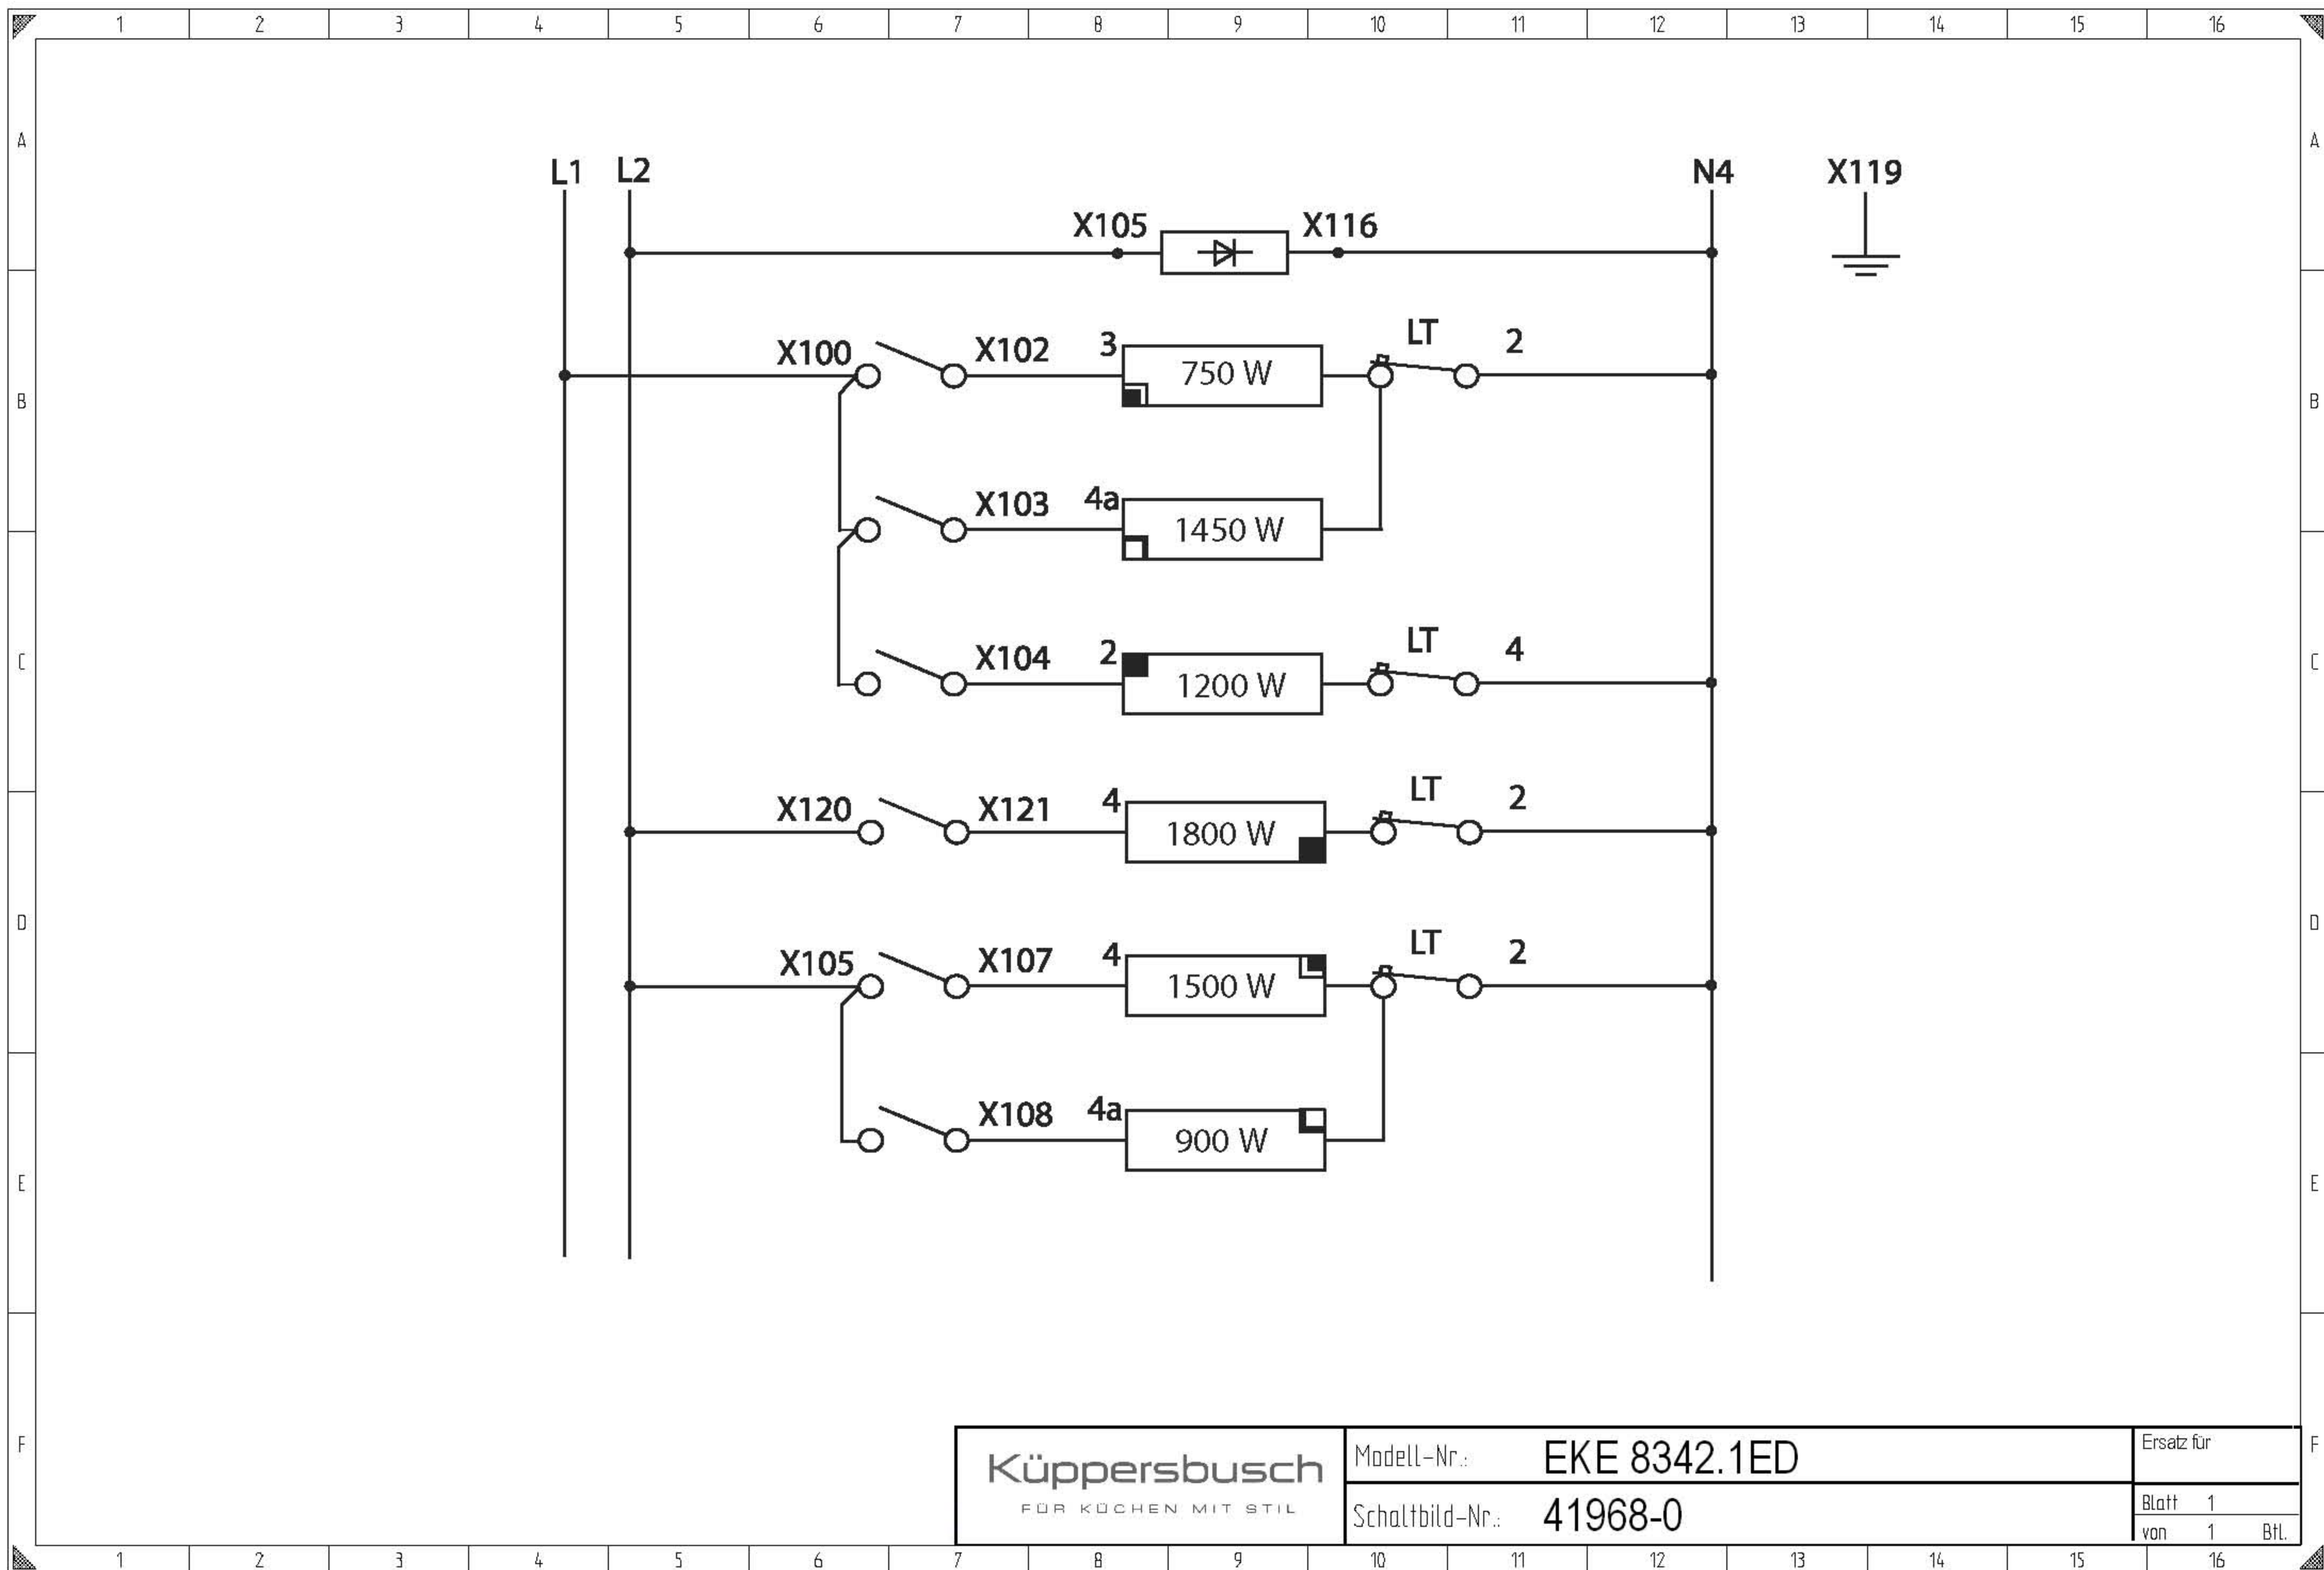 1 2 3 4 5 6 7 8 9 10 11 12 13 14 15 16
A A
L1 L2 N4 X119
X105 X116
X100 X102 3 750 W LT 2
B B
X103 4a 1450 W
C C
X104 2 1200 W LT 4
X120 X121 4 1800 W LT 2
D D
X105 X107 4 1500 W LT 2
X108 4a 900 W
E E
F F
Küppersbusch
FÜR KÜCHEN MIT STIL
Modell-Nr.: EKE 8342.1ED
Schaltbild-Nr.: 41968-0
Ersatz für
Blatt 1
von 1 Btl.
1 2 3 4 5 6 7 8 9 10 11 12 13 14 15 16